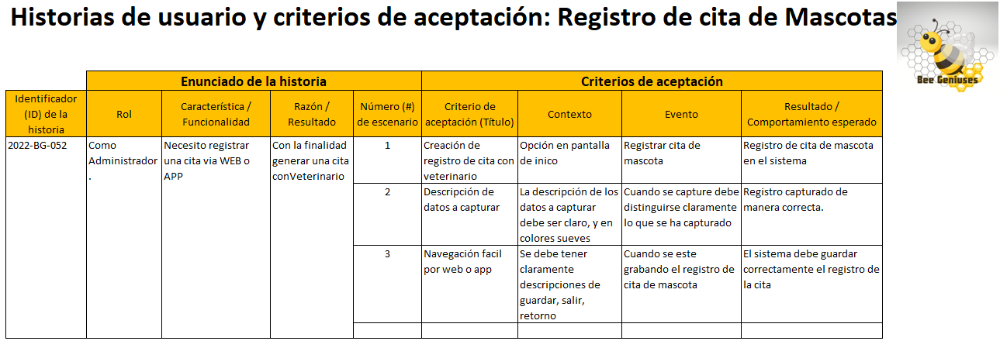 Historias de usuario y criterios de aceptación: Registro de cita de Mascotas
Bee Geniuses
Enunciado de la historia
Criterios de aceptación
Identificador
(ID) de la
historia
Rol
Característica /
Funcionalidad
Razón /
Resultado
Número (#)
de escenario
Criterio de
aceptación (Título)
Contexto
Evento
Resultado /
Comportamiento esperado
2022-BG-052
Como
Administrador
.
Necesito registrar
una cita via WEB o
APP
Con la finalidad
generar una cita
conVeterinario
1
Creación de
registro de cita con
veterinario
Opción en pantalla
de inico
Registrar cita de
mascota
Registro de cita de mascota
en el sistema
2
Descripción de
datos a capturar
La descripción de los
datos a capturar
debe ser claro, y en
colores sueves
Cuando se capture debe
distinguirse claramente
lo que se ha capturado
Registro capturado de
manera correcta.
3
Navegación facil
por web o app
Se debe tener
claramente
descripciones de
guardar, salir,
retorno
Cuando se este
grabando el registro de
cita de mascota
El sistema debe guardar
correctamente el registro de
la cita